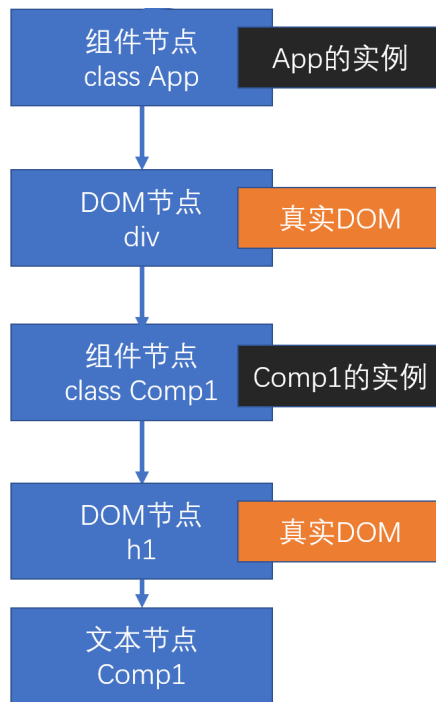 组件节点
class App
App的实例
DOM节点
div
真实DOM
组件节点
class Comp1
Comp1的实例
DOM节点
h1
真实DOM
文本节点
Comp1